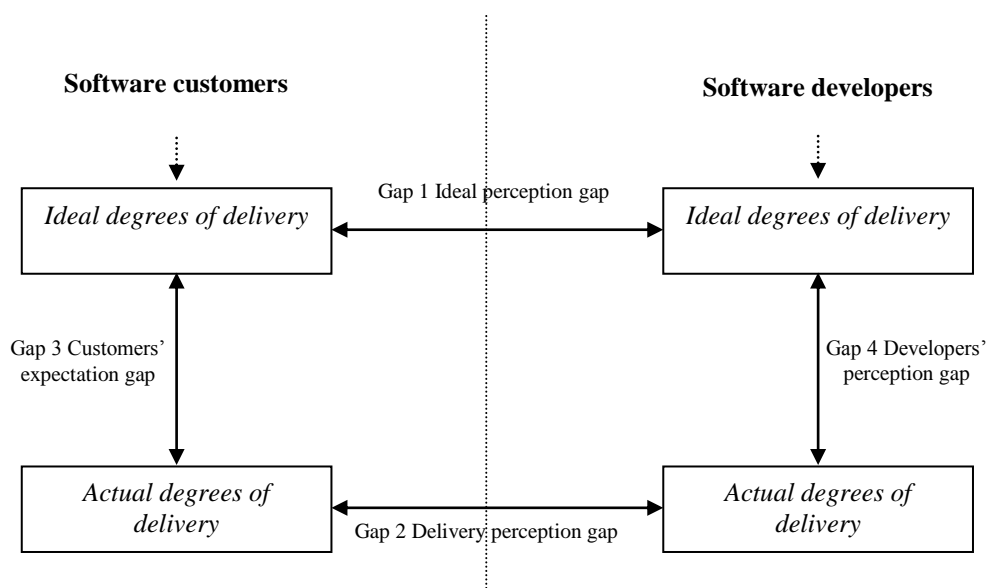 Software customers
Software developers
Gap 1 Ideal perception gap
Ideal degrees of delivery
Ideal degrees of delivery
Gap 3 Customers’
expectation gap
Gap 4 Developers’
perception gap
Actual degrees of
delivery
Actual degrees of
delivery
Gap 2 Delivery perception gap